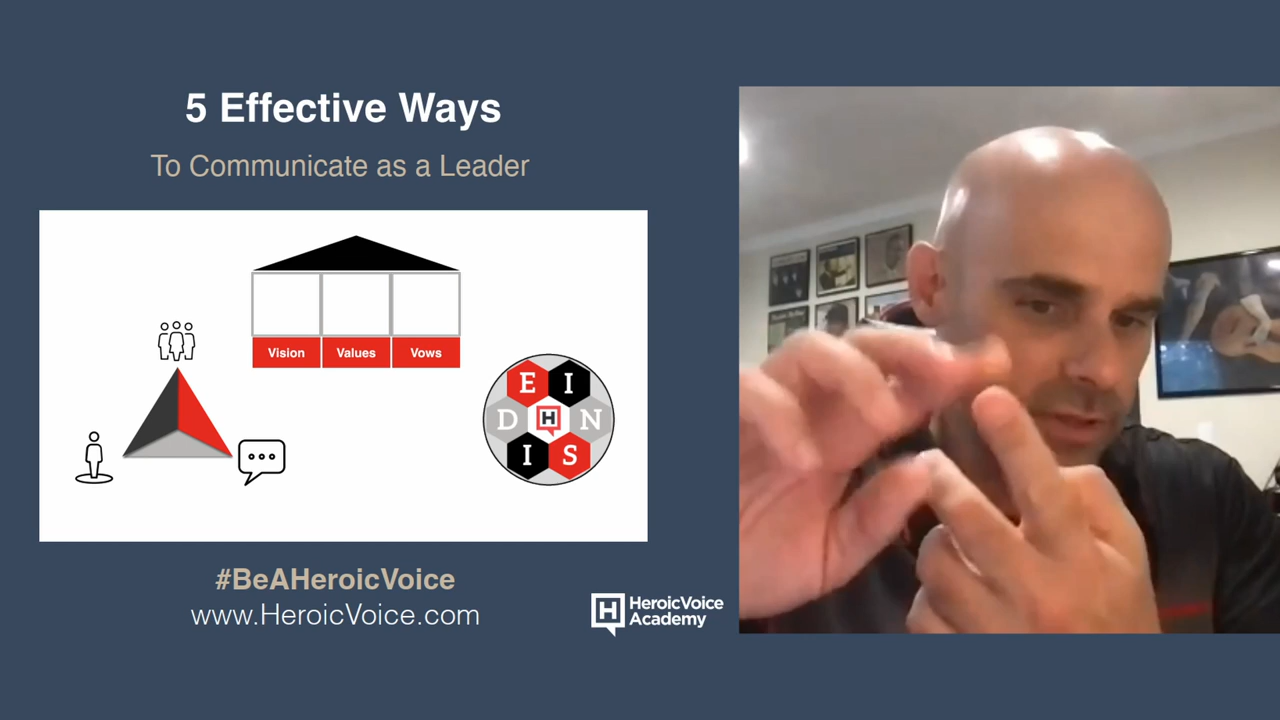 5 Effective Ways
To Communicate as a Leader
Vision Values Vows
E I
D H N
I S
#BeAHeroicVoice
www.HeroicVoice.com
H HeroicVoice
Academy